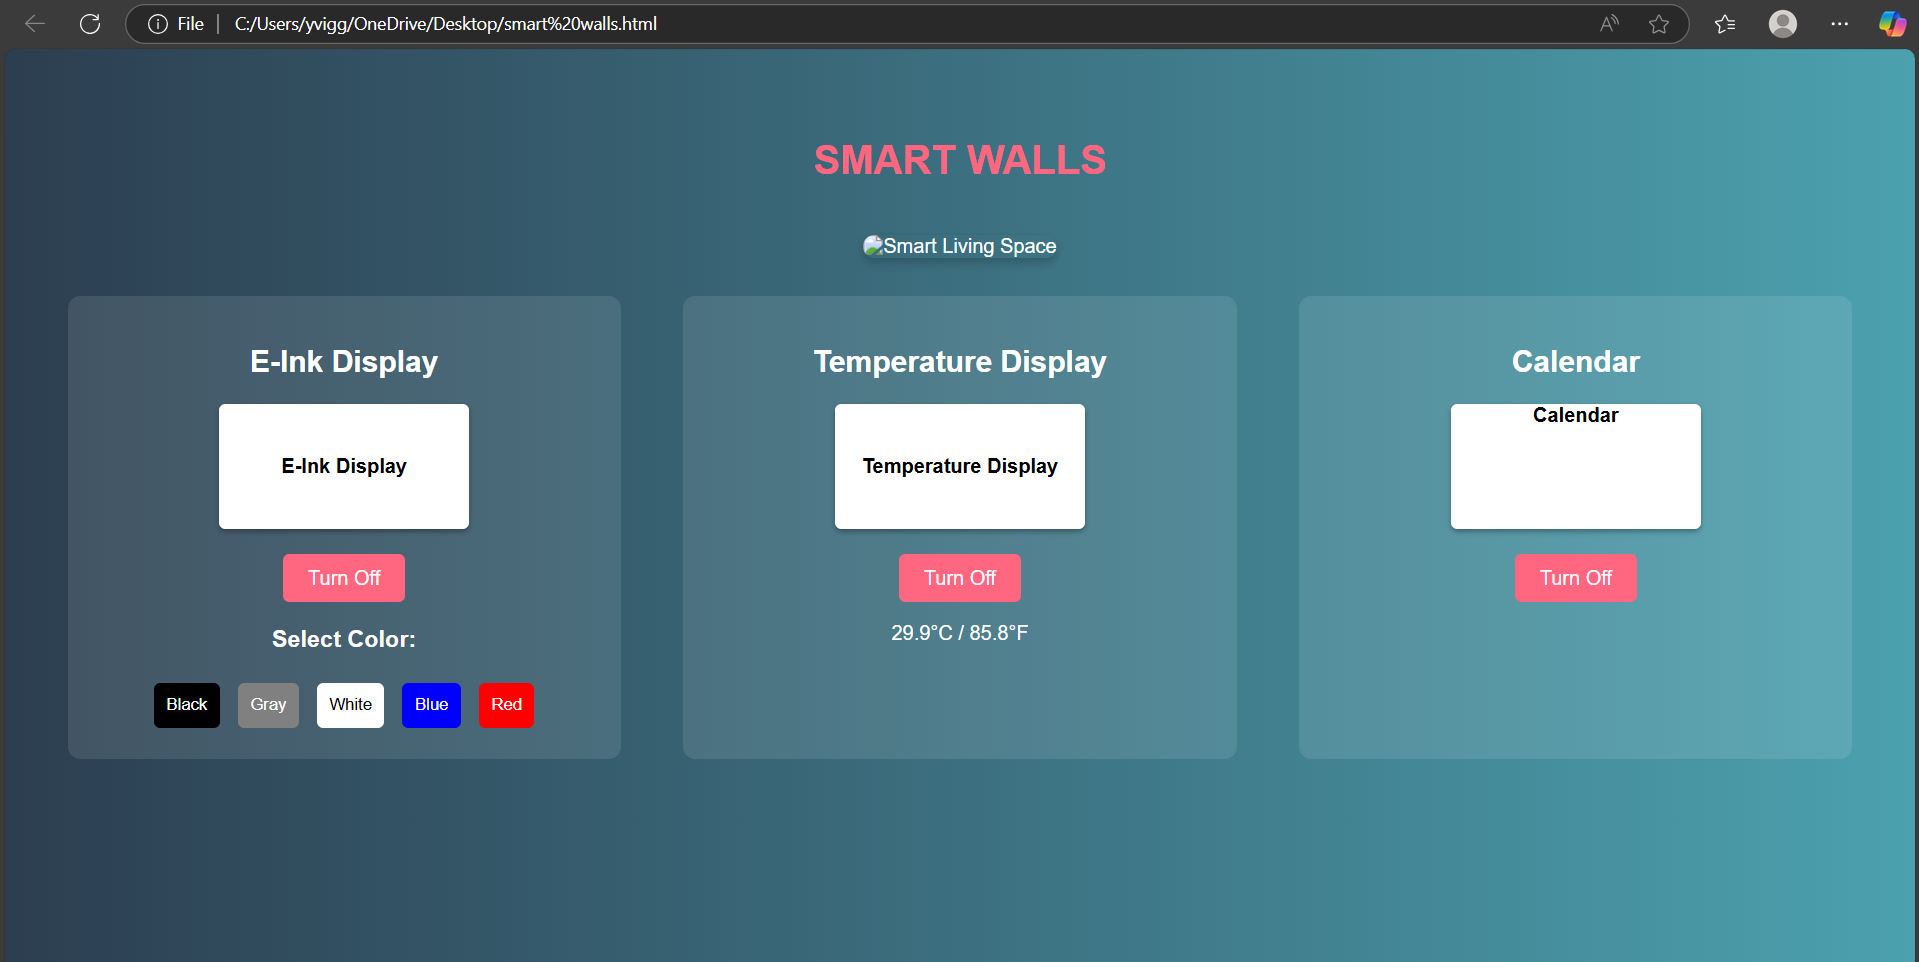 File
C:/Users/yvigg/OneDrive/Desktop/smart%20walls.html
SMART WALLS
Smart Living Space
E-Ink Display
E-Ink Display
Turn Off
Select Color:
Black Gray White Blue Red
Temperature Display
Temperature Display
Turn Off
29.9°C / 85.8°F
Calendar
Calendar
Turn Off